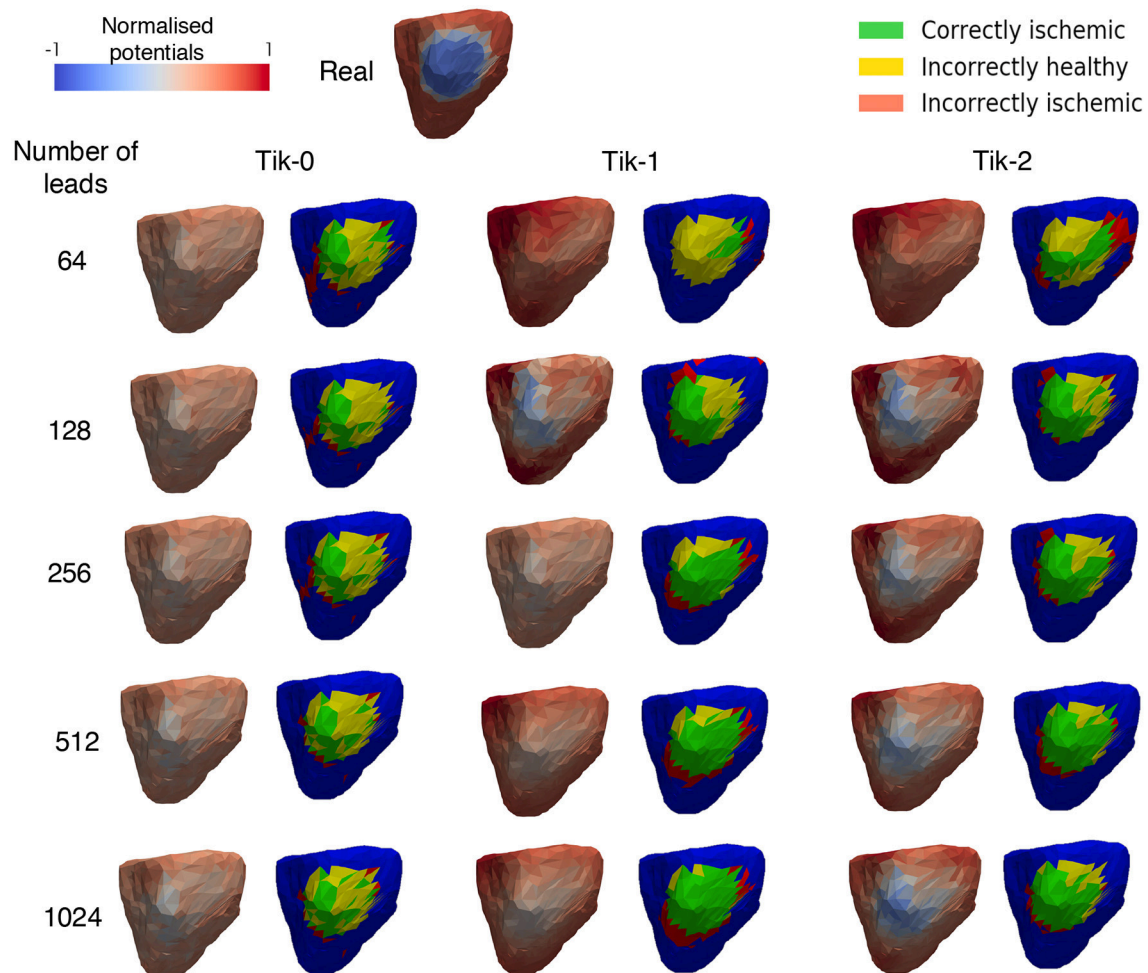 Normalised
potentials
-1
1
Real
Correctly ischemic
Incorrectly healthy
Incorrectly ischemic
Number of
leads
Tik-0
Tik-1
Tik-2
64
128
256
512
1024